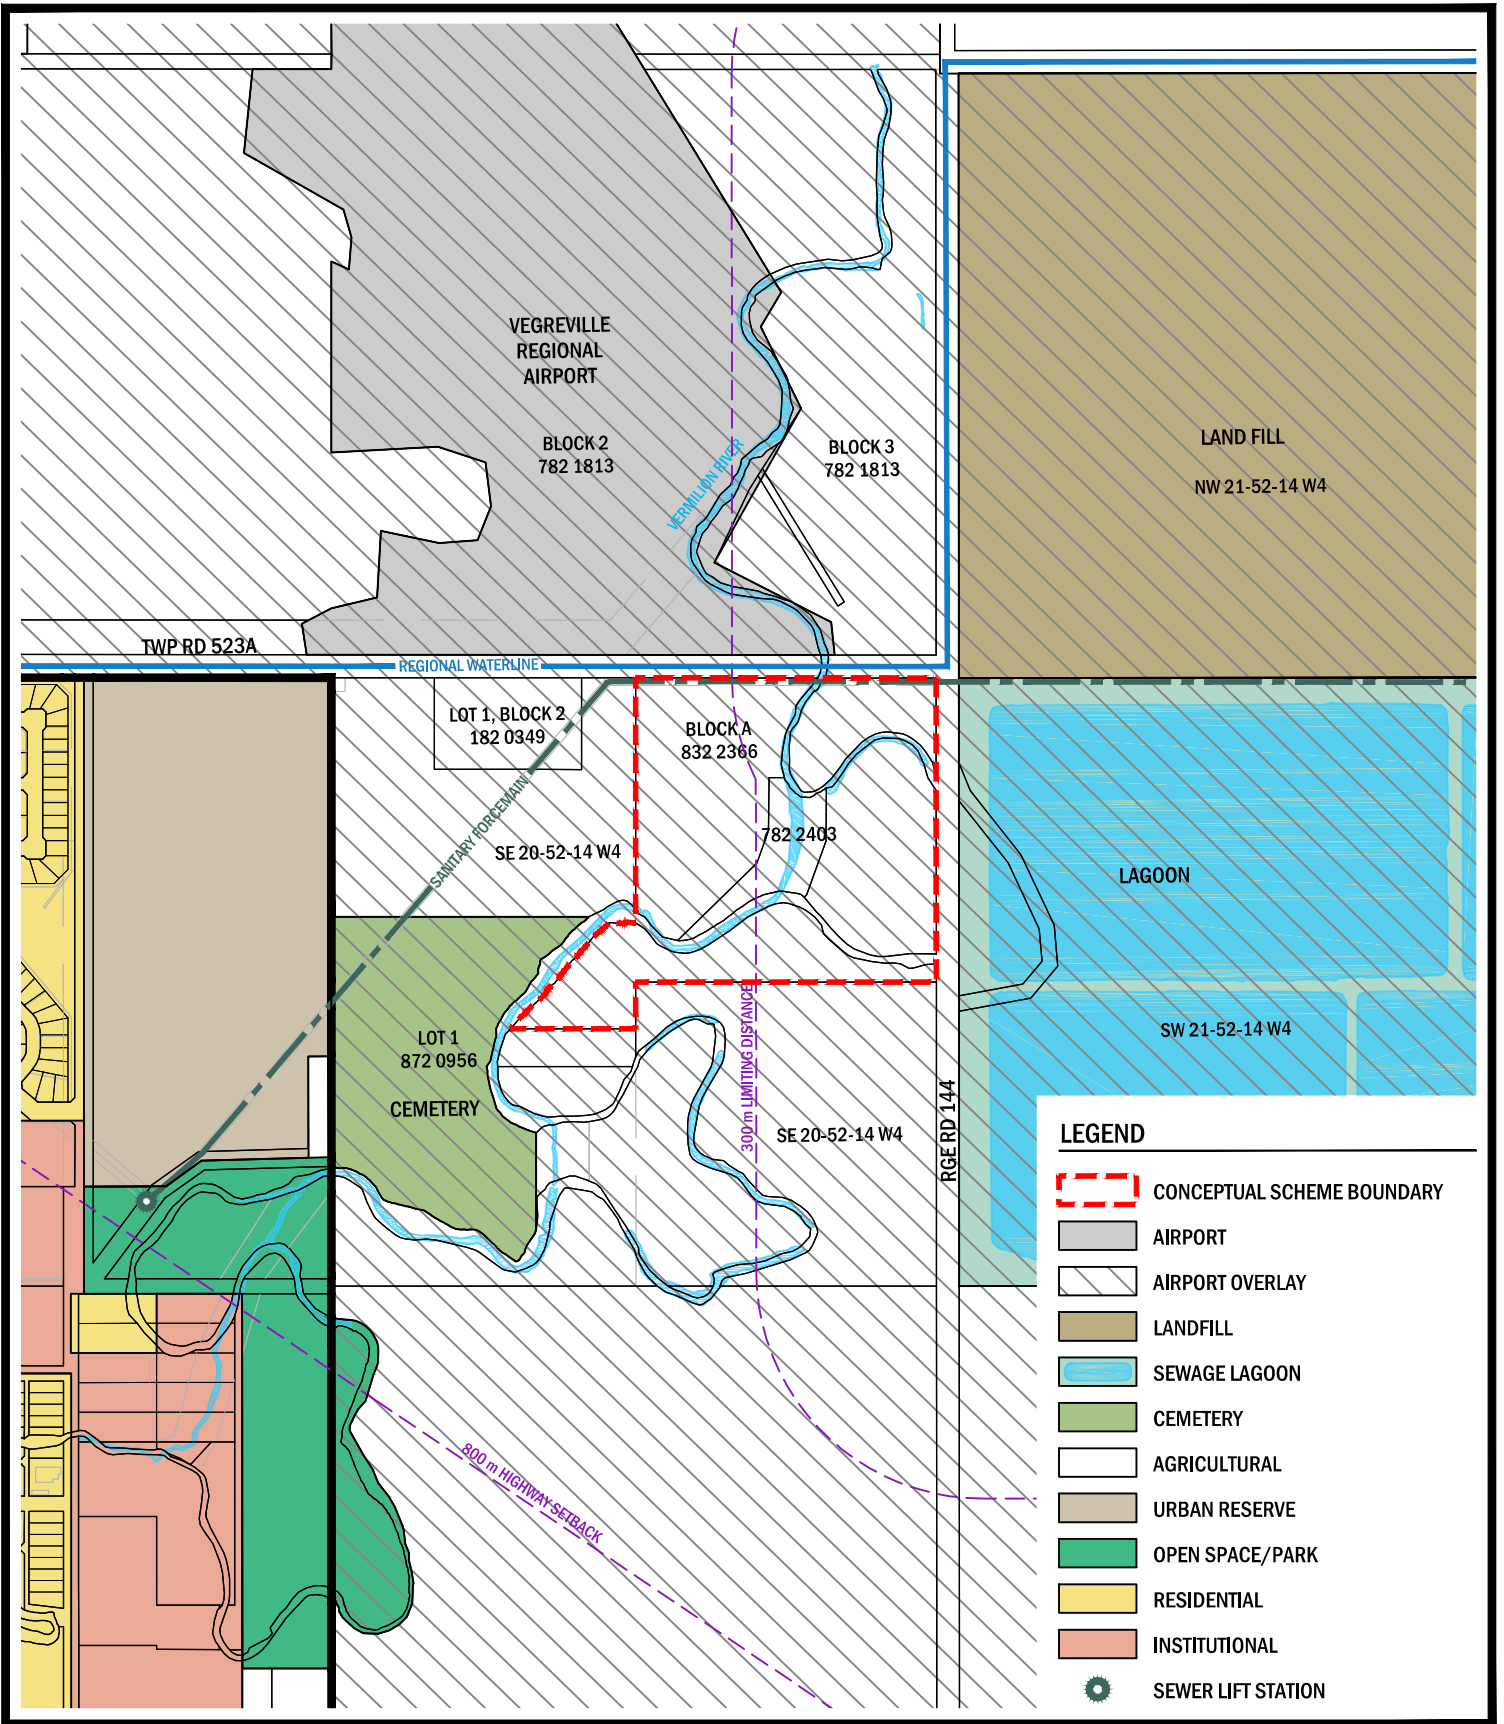 VEGREVILLE
REGIONAL
AIRPORT
BLOCK 2
782 1813
VERMILION RIVER
BLOCK 3
782 1813
LAND FILL
NW 21-52-14 W4
TWP RD 523A
REGIONAL WATERLINE
LOT 1, BLOCK 2
182 0349
BLOCK A
832 2366
SANITARY FORCEMAIN
SE 20-52-14 W4
782 2403
LAGOON
SW 21-52-14 W4
LOT 1
872 0956
CEMETERY
300 m LIMITING DISTANCE
SE 20-52-14 W4
RGE RD 144
800 m HIGHWAY SETBACK
LEGEND
CONCEPTUAL SCHEME BOUNDARY
AIRPORT
AIRPORT OVERLAY
LANDFILL
SEWAGE LAGOON
CEMETERY
AGRICULTURAL
URBAN RESERVE
OPEN SPACE/PARK
RESIDENTIAL
INSTITUTIONAL
SEWER LIFT STATION